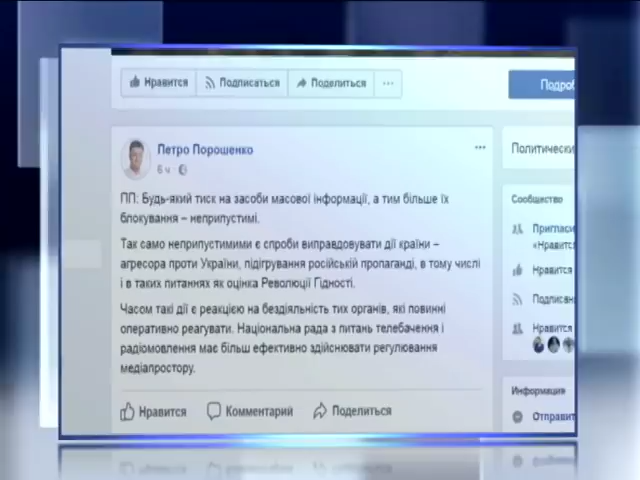 Нравится
Подписаться
Поделиться
Подроб
Петро Порошенко
6 ч
ПП: Будь-який тиск на засоби масової інформації, а тим більше їх
блокування – неприпустимі.
Так само неприпустимими є спроби виправдовувати дії країни –
агресора проти України, підігрування російській пропаганді, в тому числі
і в таких питаннях як оцінка Революції Гідності.
Часом такі дії є реакцією на бездіяльність тих органів, які повинні
оперативно реагувати. Національна рада з питань телебачення і
радіомовлення має більш ефективно здійснювати регулювання
медіапростору.
Нравится
Комментарий
Поделиться
Политически
Сообщество
Пригласи
«Нравится
Нравится
Подписан
Нравится
Информация
Отправит